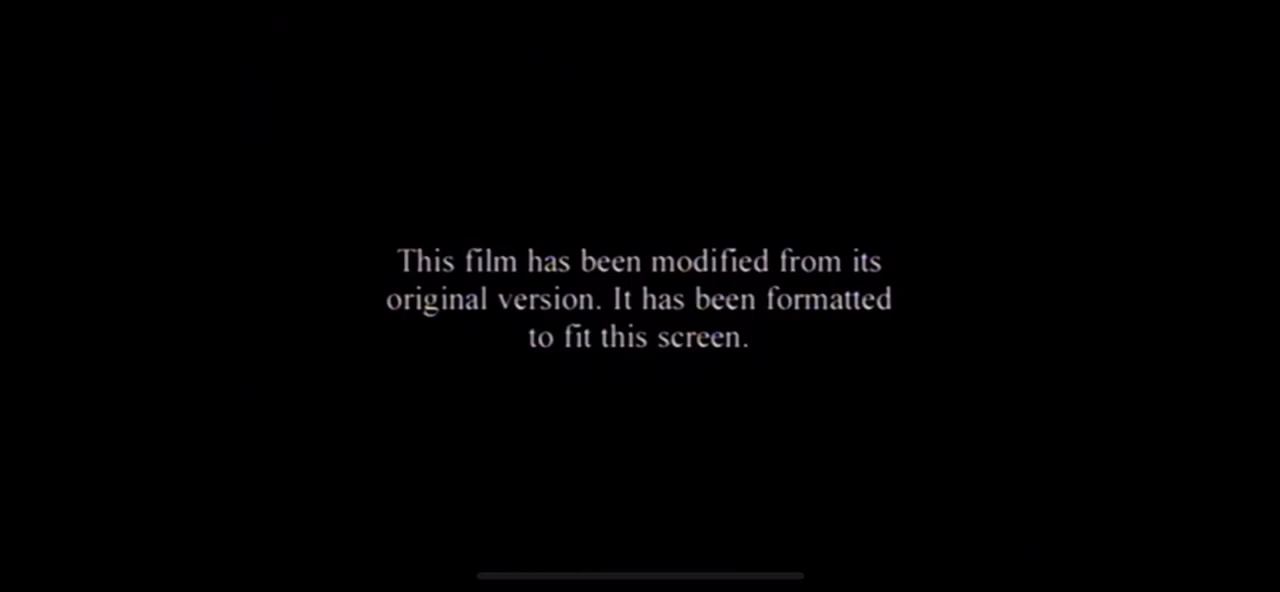 This film has been modified from its
original version. It has been formatted
to fit this screen.